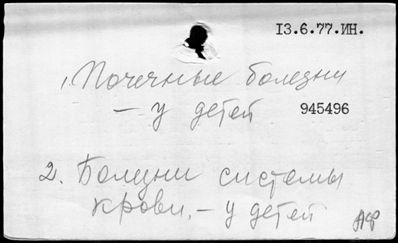 13.6.77.ИН.
1, Почечные болезни
– у детей
945496
2. Болезни системы
крови, – у детей